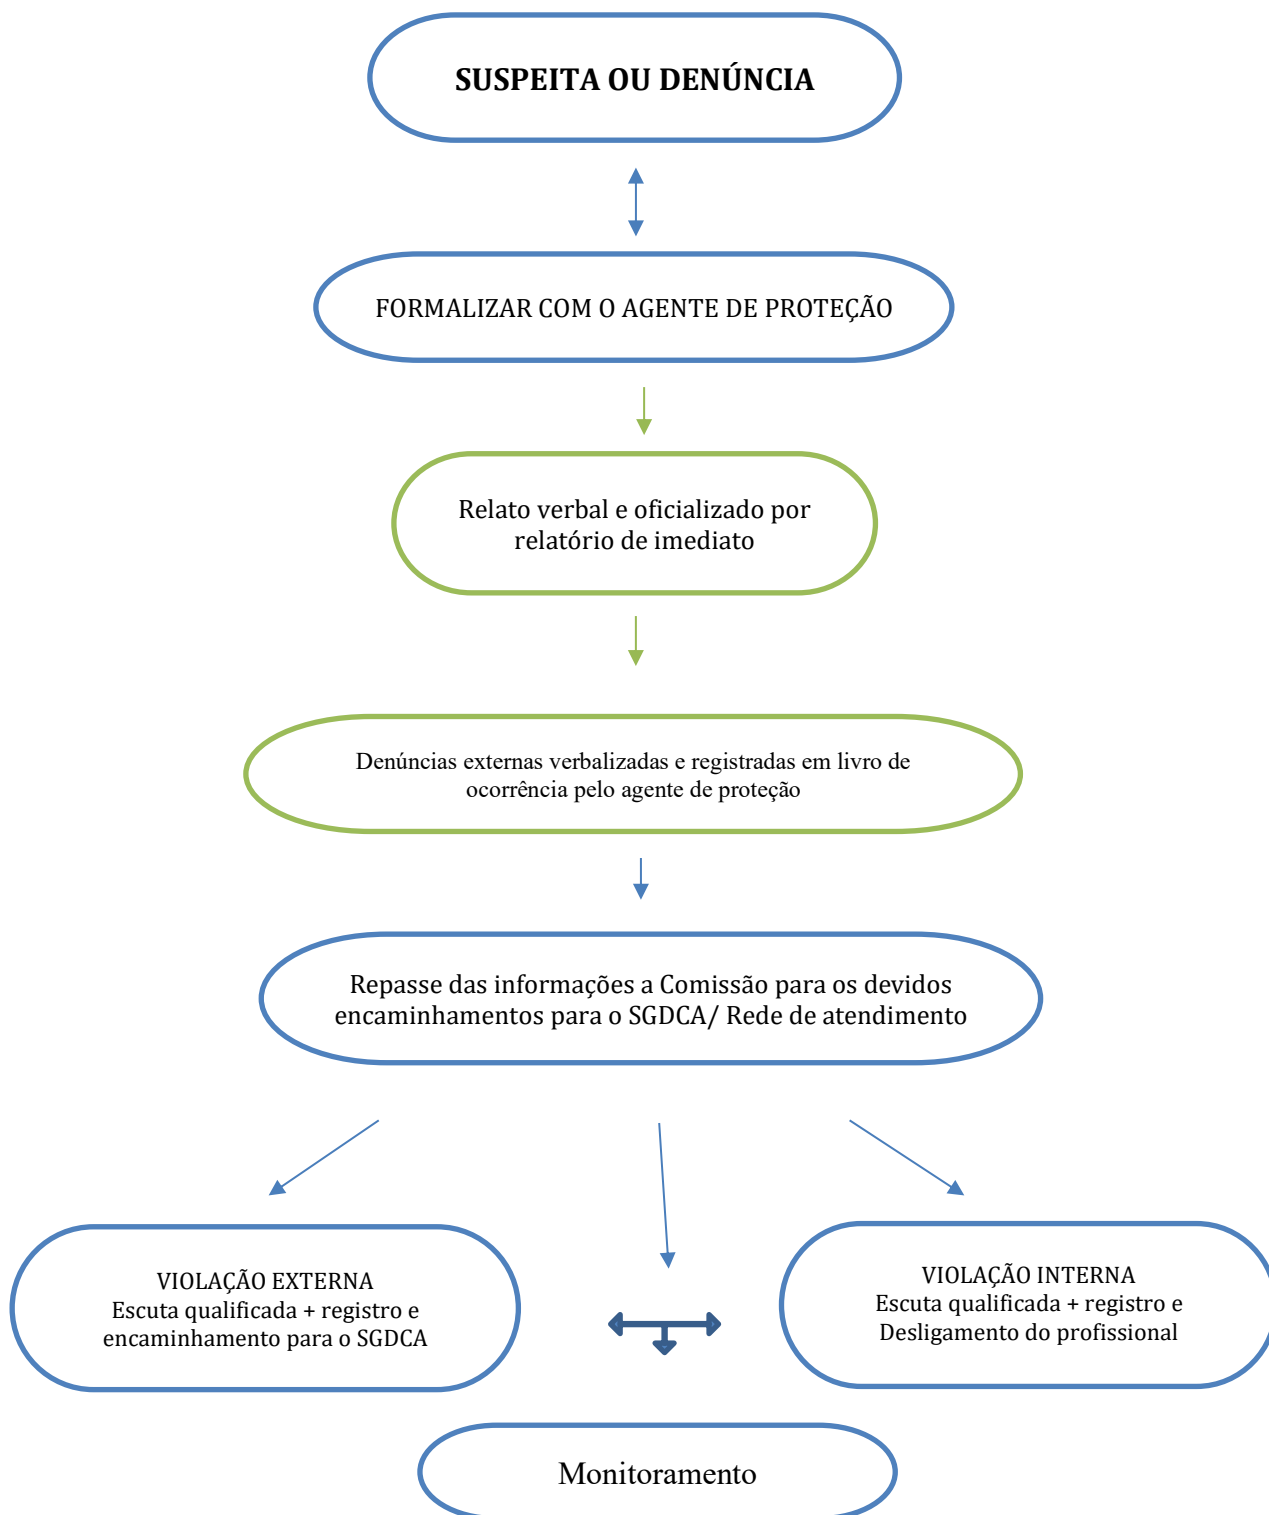 SUSPEITA OU DENÚNCIA
FORMALIZAR COM O AGENTE DE PROTEÇÃO
Relato verbal e oficializado por
relatório de imediato
Denúncias externas verbalizadas e registradas em livro de
ocorrência pelo agente de proteção
Repasse das informações a Comissão para os devidos
encaminhamentos para o SGDCA/ Rede de atendimento
VIOLAÇÃO EXTERNA
Escuta qualificada + registro e
encaminhamento para o SGDCA
VIOLAÇÃO INTERNA
Escuta qualificada + registro e
Desligamento do profissional
Monitoramento